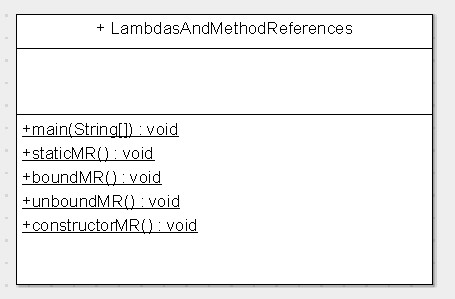 + LambdasAndMethodReferences
+main(String[]) : void
+staticMR() : void
+boundMR() : void
+unboundMR() : void
+constructorMR() : void